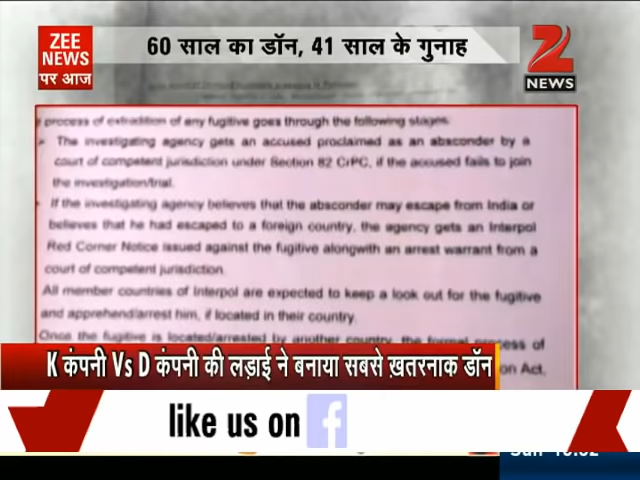 ZEE
NEWS
पर आज
60 साल का डॉन, 41 साल के गुनाह
NEWS
process of extradition of any fugitive goes through the following stages:
The investigating agency gets an accused proclaimed as an absconder by a
court of competent jurisdiction under Section 82 CrPC, if the accused fails to join
the investigation/trial.
If the investigating agency believes that the absconder may escape from India or
believes that he had escaped to a foreign country, the agency gets an Interpol
Red Corner Notice issued against the fugitive alongwith an arrest warrant from a
court of competent jurisdiction.
All member countries of Interpol are expected to keep a look out for the fugitive
and apprehend/arrest him, if located in their country.
Once the fugitive is located/arrested by another country, the formal process of
on Act,
K कंपनी Vs D कंपनी की लड़ाई ने बनाया सबसे ख़तरनाक डॉन
like us on f